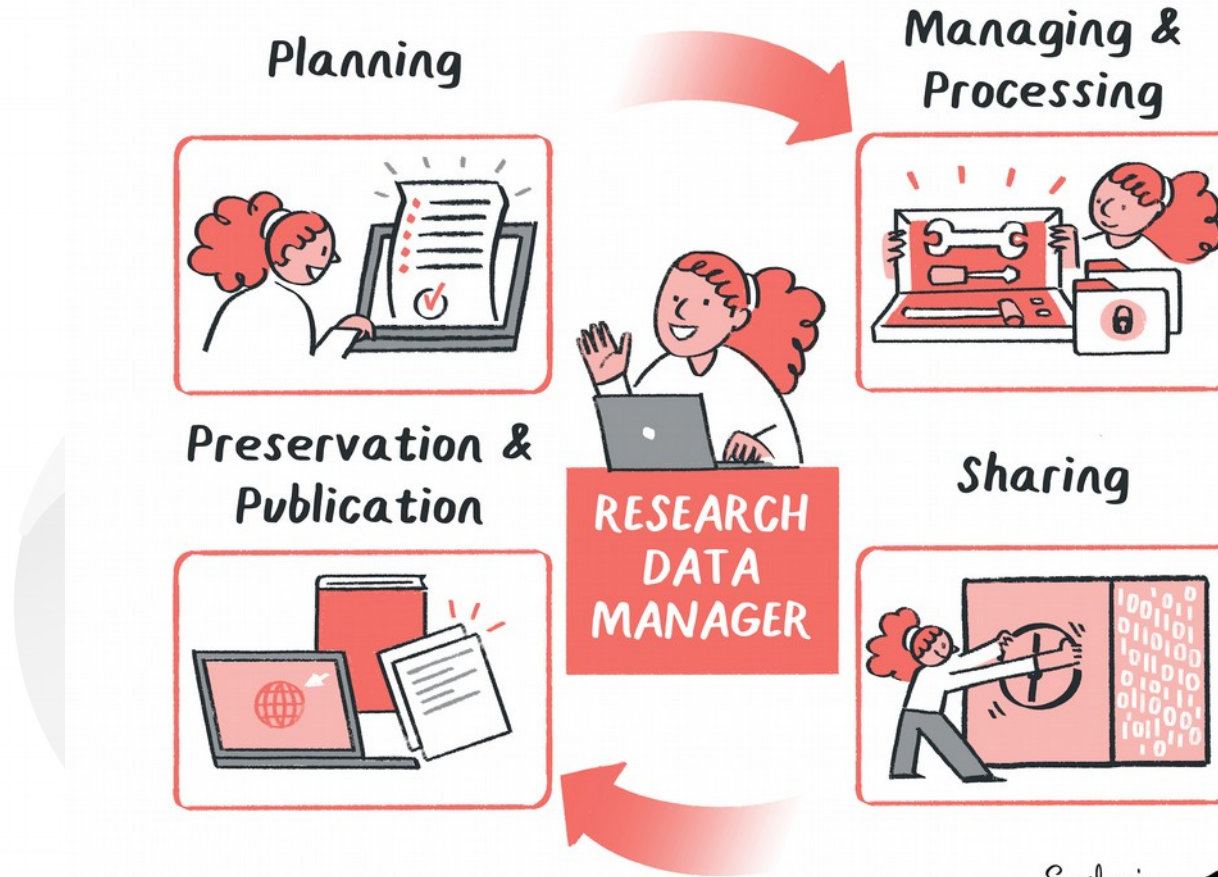 Planning
Managing &
Processing
RESEARCH
DATA
MANAGER
Sharing
Preservation &
Publication